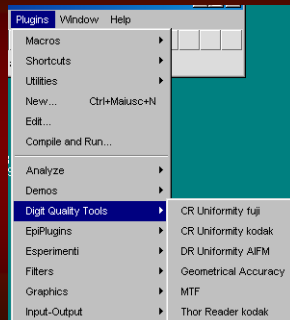 Plugins Window Help
Macros
Shortcuts
Utilities
New... Ctrl+Maiusc+N
Edit...
Compile and Run...
Analyze
Demos
Digit Quality Tools
EpiPlugins
Esperimenti
Filters
Graphics
Input-Output
CR Uniformity fuji
CR Uniformity kodak
DR Uniformity AIFM
Geometrical Accuracy
MTF
Thor Reader kodak